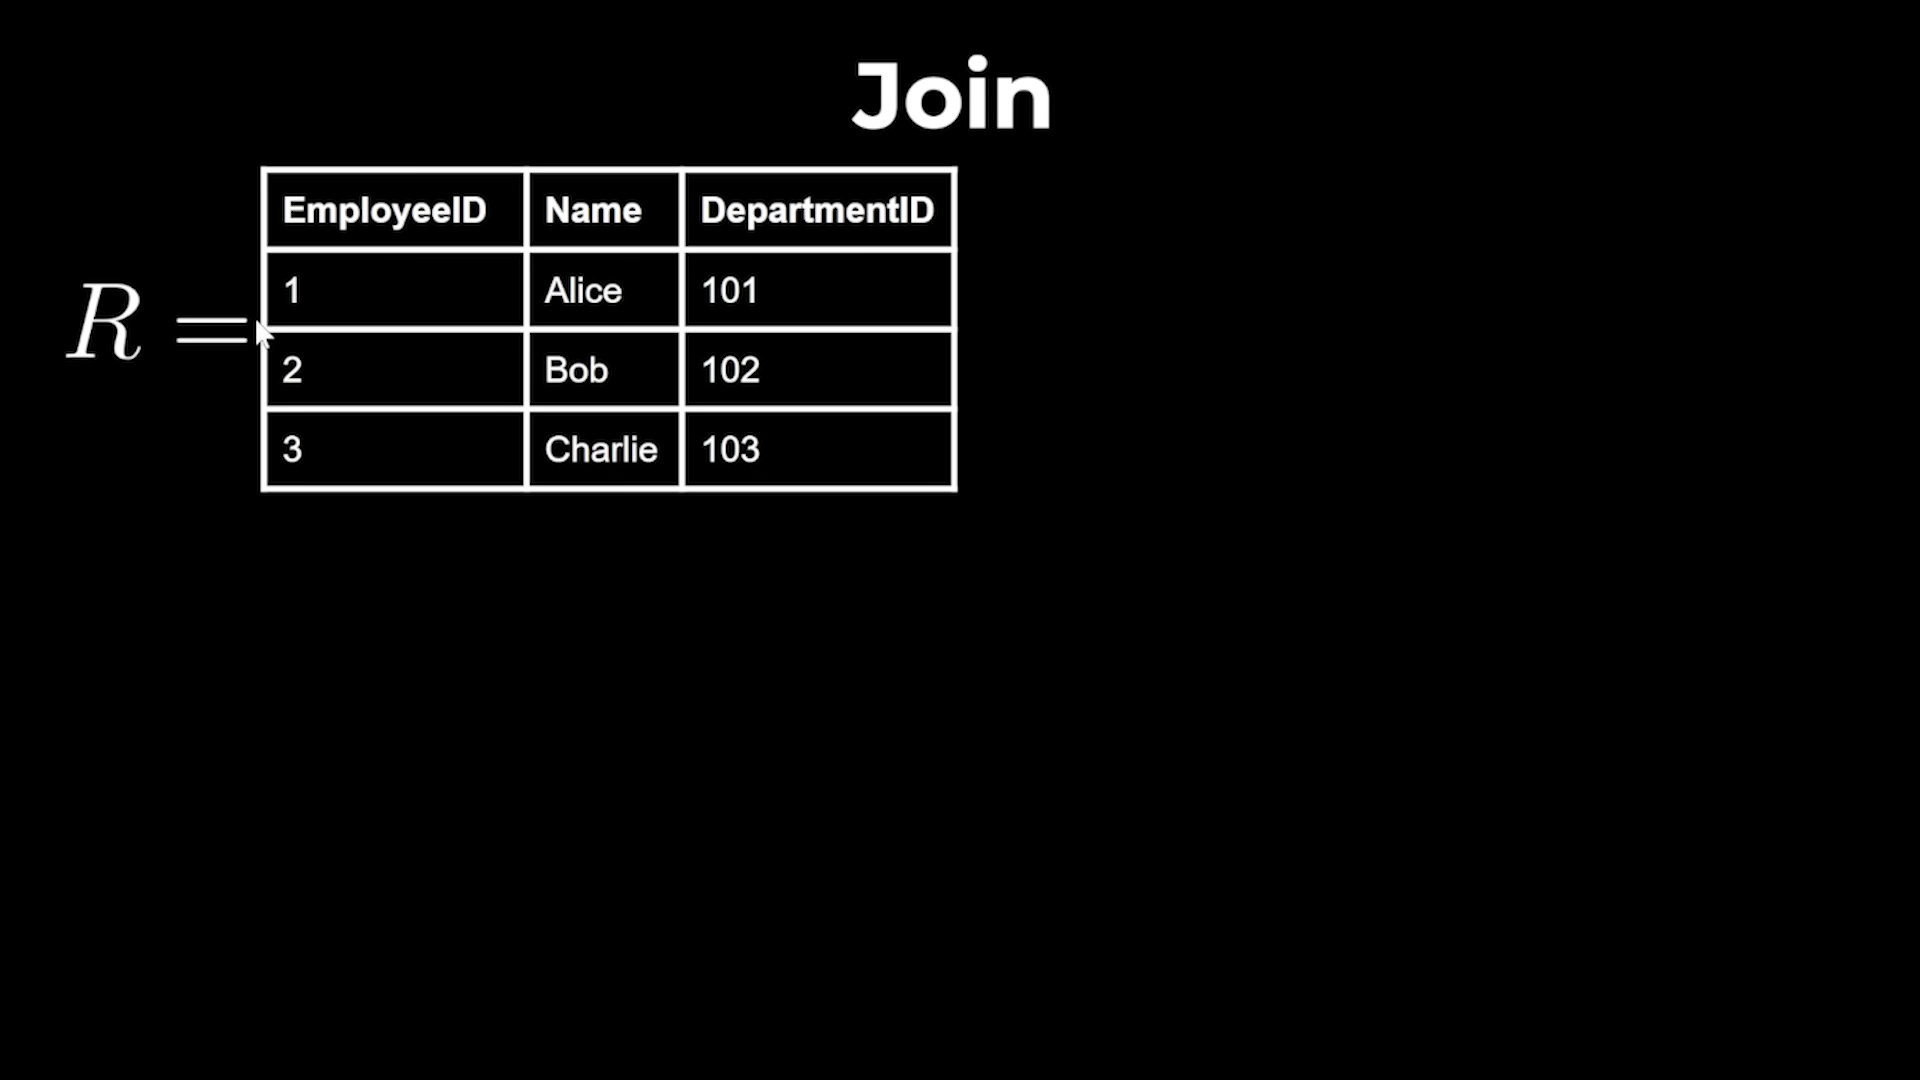 Join
R =
EmployeeID Name DepartmentID
1 Alice 101
2 Bob 102
3 Charlie 103